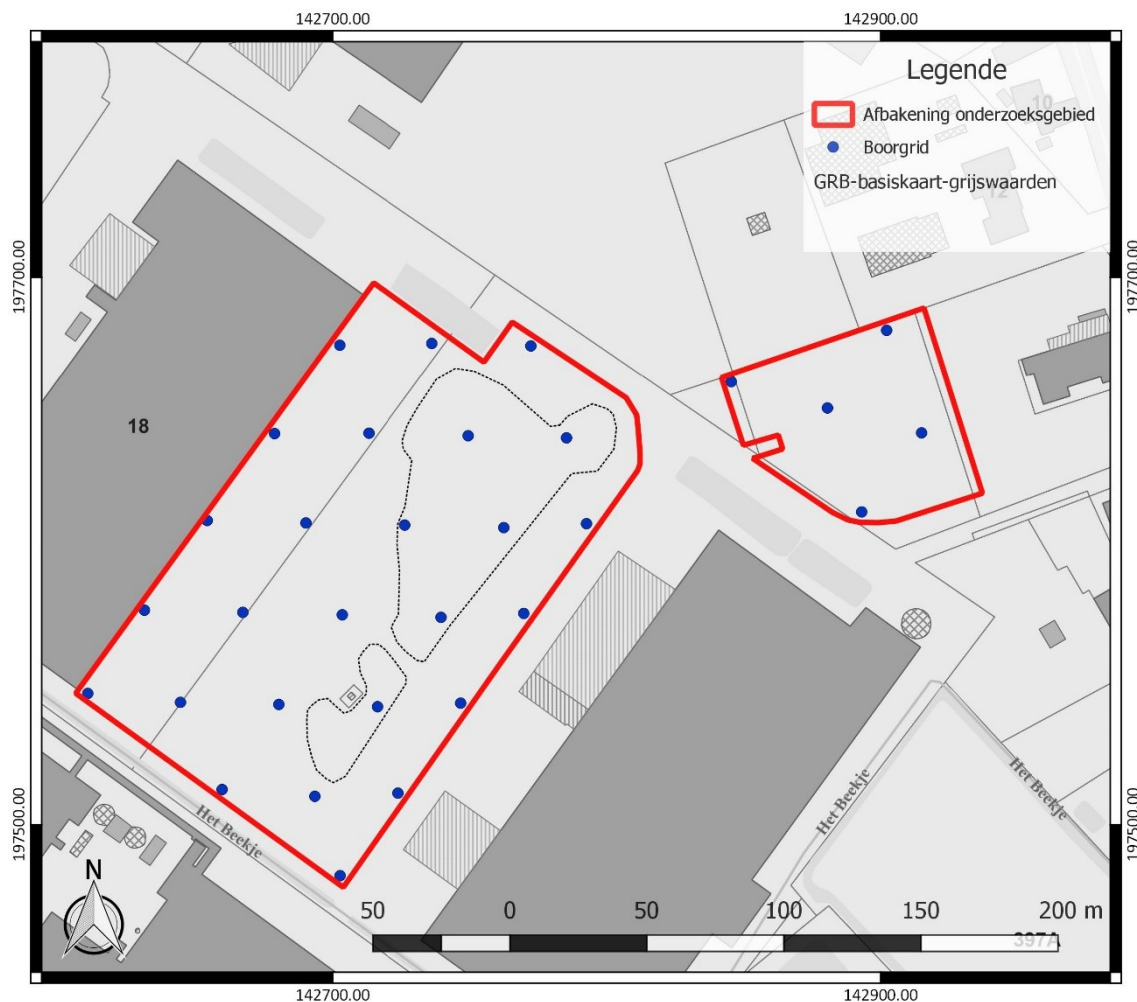 142700.00
142900.00
Legende
Afbakening onderzoeksgebied
Boorgrid
GRB-basiskaart-grijswaarden
10
12
197700.00
197700.00
18
197500.00
197500.00
Het Beekje
Het Beekje
Het Beekje
N
50 0 50 100 150 200 m
397A
142700.00
142900.00